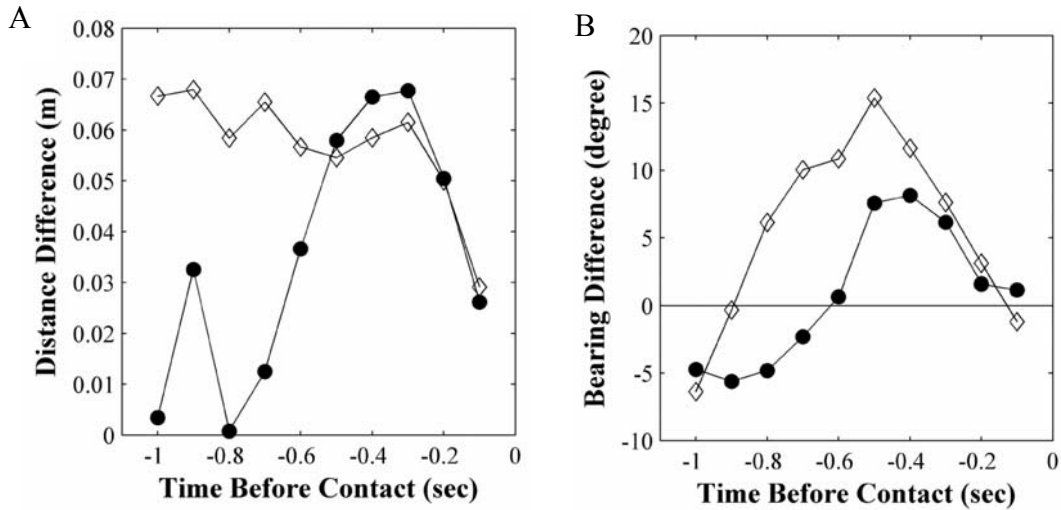 A
Distance Difference (m)
0.08
0.07
0.06
0.05
0.04
0.03
0.02
0.01
0
-1 -0.8 -0.6 -0.4 -0.2 0
Time Before Contact (sec)
B
Bearing Difference (degree)
20
15
10
5
0
-5
-10
-1 -0.8 -0.6 -0.4 -0.2 0
Time Before Contact (sec)